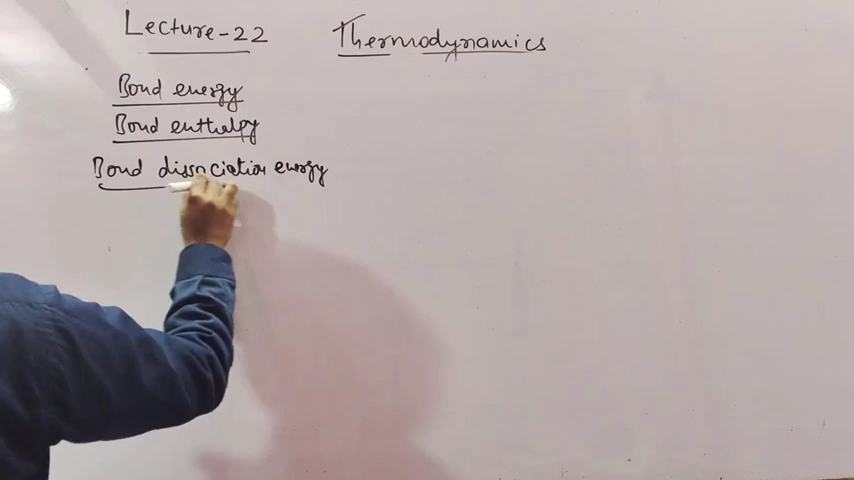 Lecture-22
Thermodynamics
Bond energy
Bond enthalpy
Bond dissociation energy